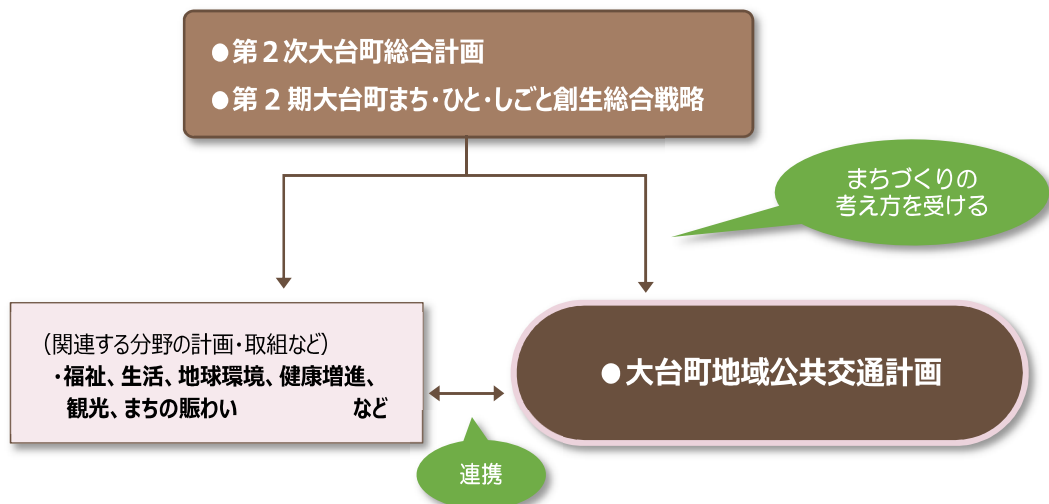 ●第2次大台町総合計画
●第2期大台町まち・ひと・しごと創生総合戦略
まちづくりの
考え方を受ける
（関連する分野の計画・取組など）
・福祉、生活、地球環境、健康増進、
観光、まちの賑わい　　　　　など
●大台町地域公共交通計画
連携